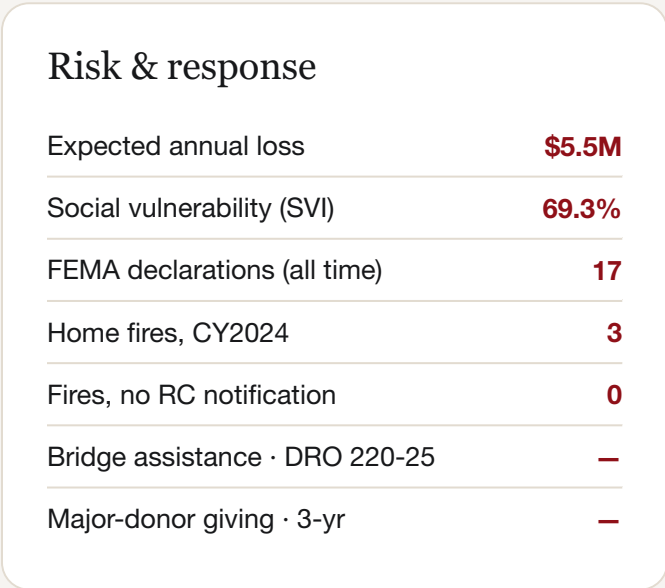 Risk & response
Expected annual loss $5.5M
Social vulnerability (SVI) 69.3%
FEMA declarations (all time) 17
Home fires, CY2024 3
Fires, no RC notification 0
Bridge assistance · DRO 220-25 —
Major-donor giving · 3-yr —